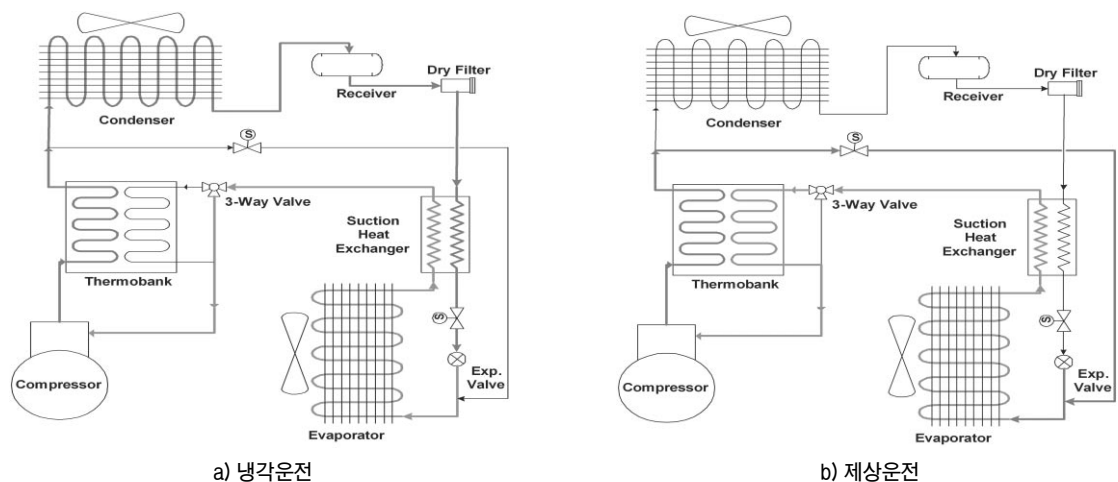 Condenser
Receiver
Dry Filter
S
3-Way Valve
Suction
Heat
Exchanger
Thermobank
S
Compressor
Exp.
Valve
Evaporator
a) 냉각운전
Condenser
Receiver
Dry Filter
S
3-Way Valve
Suction
Heat
Exchanger
Thermobank
S
Compressor
Exp.
Valve
Evaporator
b) 제상운전